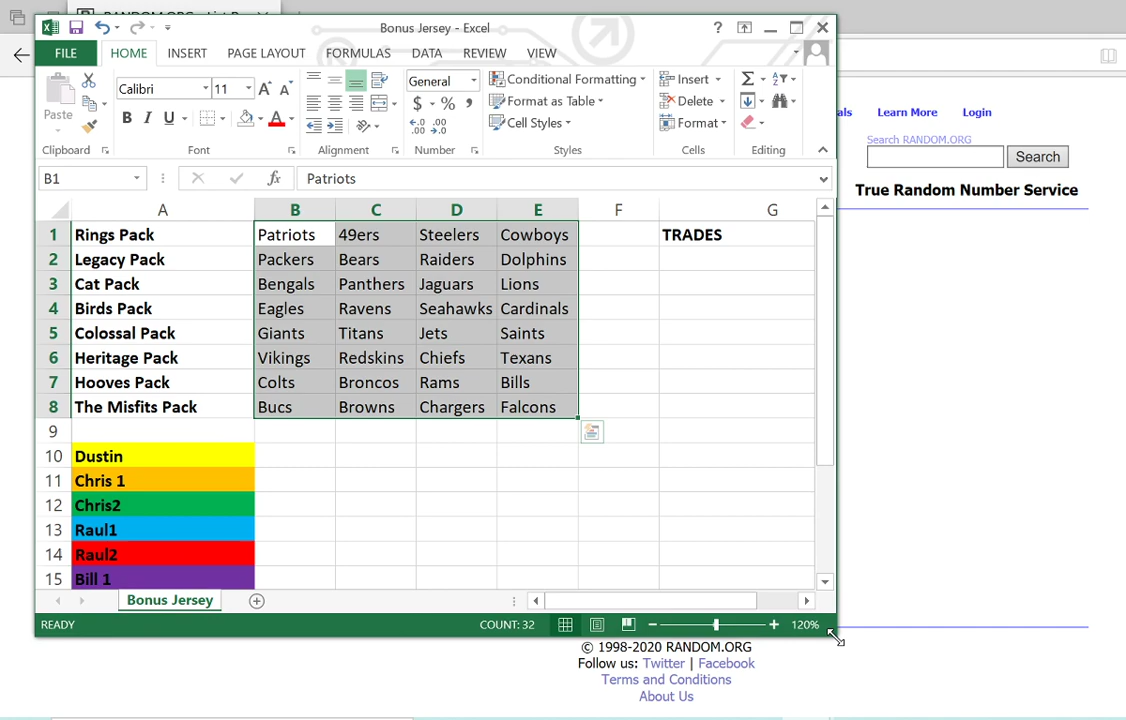 Bonus Jersey - Excel
FILE HOME INSERT PAGE LAYOUT FORMULAS DATA REVIEW VIEW
Paste
Calibri 11
General
Conditional Formatting
Format as Table
Cell Styles
Insert
Delete
Format
Clipboard Font Alignment Number Styles Cells Editing
B1 Patriots
A B C D E F G
1 Rings Pack Patriots 49ers Steelers Cowboys TRADES
2 Legacy Pack Packers Bears Raiders Dolphins
3 Cat Pack Bengals Panthers Jaguars Lions
4 Birds Pack Eagles Ravens Seahawks Cardinals
5 Colossal Pack Giants Titans Jets Saints
6 Heritage Pack Vikings Redskins Chiefs Texans
7 Hooves Pack Colts Broncos Rams Bills
8 The Misfits Pack Bucs Browns Chargers Falcons
9
10 Dustin
11 Chris 1
12 Chris2
13 Raul1
14 Raul2
15 Bill 1
Bonus Jersey
READY COUNT: 32 120%
Learn More Login
Search RANDOM.ORG
Search
True Random Number Service
© 1998-2020 RANDOM.ORG
Follow us: Twitter | Facebook
Terms and Conditions
About Us